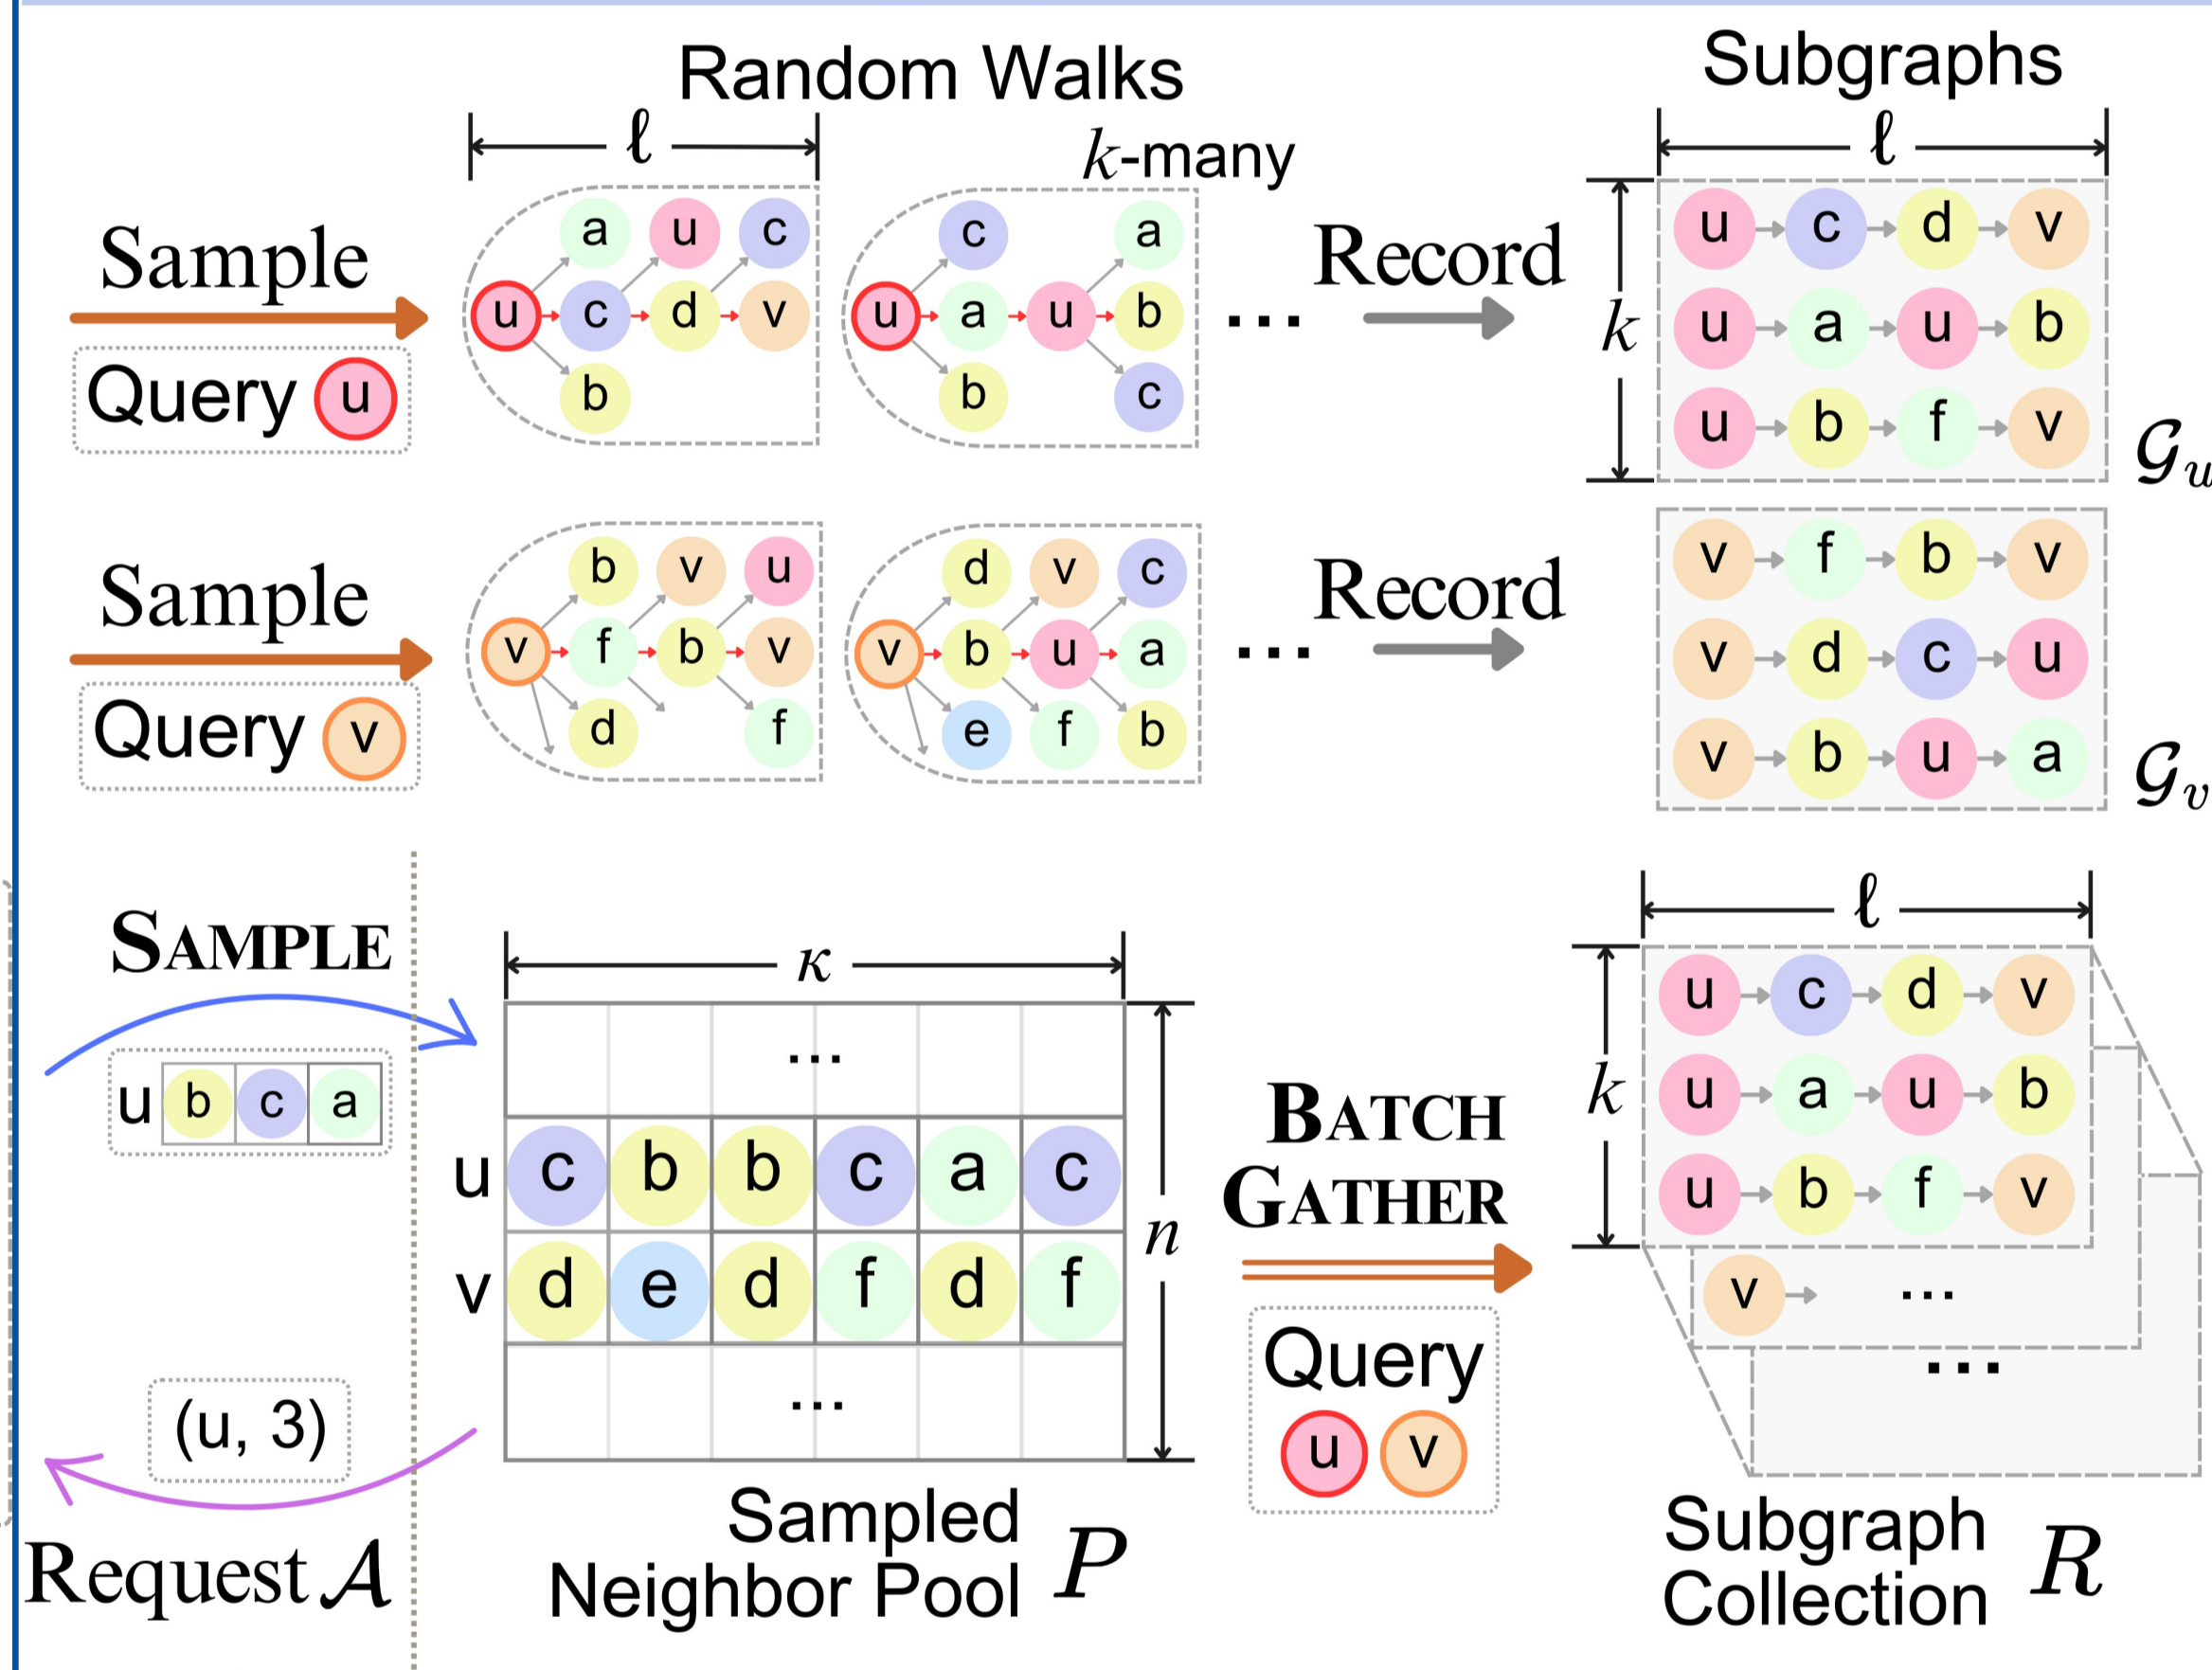 Random Walks
Subgraphs
ℓ
k-many
ℓ
Sample
Query u
a u c
u c d v
b
c a
u a u b
b c
...
Record
k
u c d v
u a u b
u b f v
𝒢u
Sample
Query v
b v u
v f b v
d f
d v c
v b u a
e f b
...
Record
v f b v
v d c u
v b u a
𝒢v
SAMPLE
u b c a
(u, 3)
Request 𝒜
κ
...
u c b b c a c
v d e d f d f
...
n
Sampled
Neighbor Pool P
BATCH
GATHER
Query
u v
ℓ
k
u c d v
u a u b
u b f v
v ...
...
Subgraph
Collection R